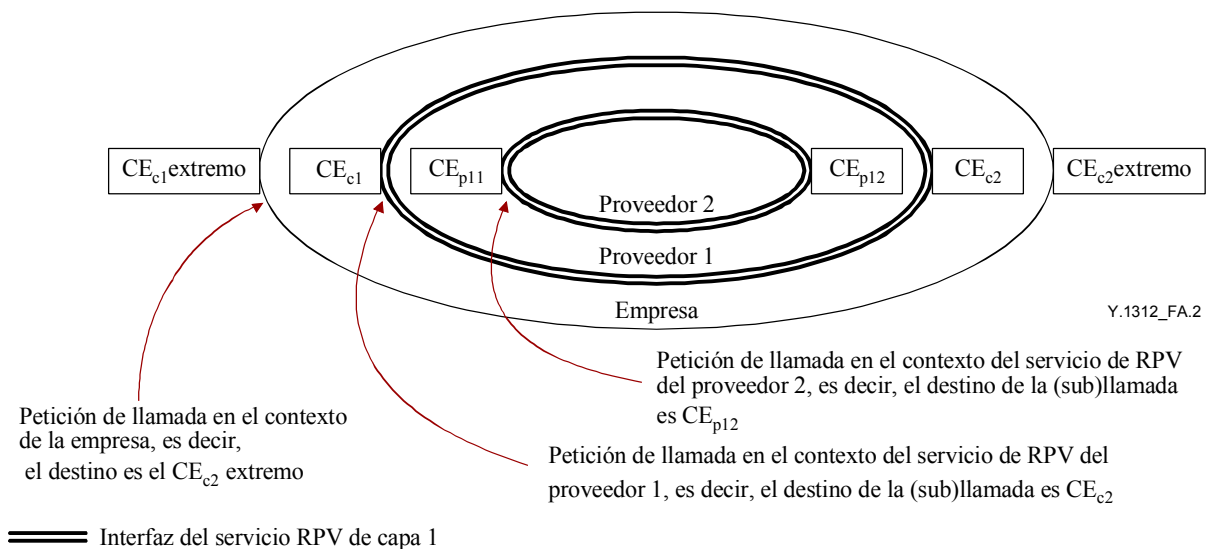 CEc1extremo
CEc1
CEp11
CEp12
CEc2
CEc2extremo
Proveedor 2
Proveedor 1
Empresa
Y.1312_FA.2
Petición de llamada en el contexto del servicio de RPV
del proveedor 2, es decir, el destino de la (sub)llamada
es CEp12
Petición de llamada en el contexto
de la empresa, es decir,
el destino es el CEc2 extremo
Petición de llamada en el contexto del servicio de RPV del
proveedor 1, es decir, el destino de la (sub)llamada es CEc2
Interfaz del servicio RPV de capa 1